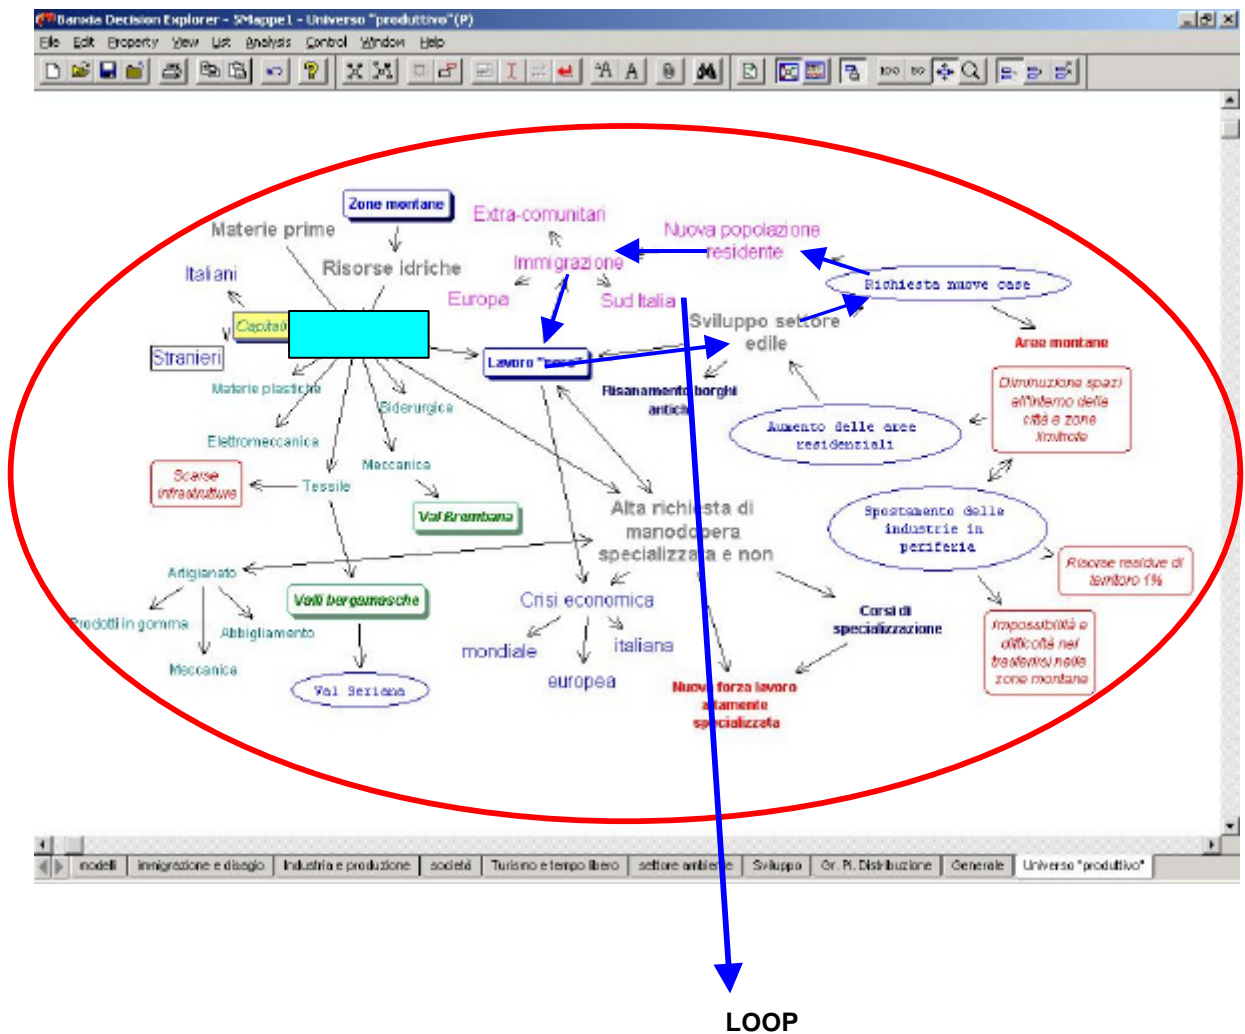 Banxia Decision Explorer - SMappe1 - Universo "produttivo"(P)
File Edit Property View List Analysis Control Window Help
Zone montane
Materie prime
Extra-comunitari
Nuova popolazione
residente
Italiani
Risorse idriche
Immigrazione
Richiesta nuove case
Europa
Sud Italia
Capitali
Sviluppo settore
edile
Stranieri
Lavoro "nero"
Aree montane
Materie plastiche
Siderurgica
Risanamento borghi
antichi
Diminuzione spazi
all'interno della
città e zone
limitrofe
Aumento delle aree
residenziali
Elettromeccanica
Scarse
infrastrutture
Tessile
Meccanica
Val Brembana
Alta richiesta di
manodopera
specializzata e non
Spostamento delle
industrie in
periferia
Risorse residue di
territoro 1%
Artigianato
Valli bergamasche
Crisi economica
Corsi di
specializzazione
Prodotti in gomma
Abbigliamento
Meccanica
mondiale
italiana
europea
Impossibilità e
difficoltà nel
trasferirsi nelle
zone montane
Val Seriana
Nuova forza lavoro
altamente
specializzata
modelli immigrazione e disagio Industria e produzione società Turismo e tempo libero settore ambiente Sviluppo Gr. Pi. Distribuzione Generale Universo "produttivo"
LOOP